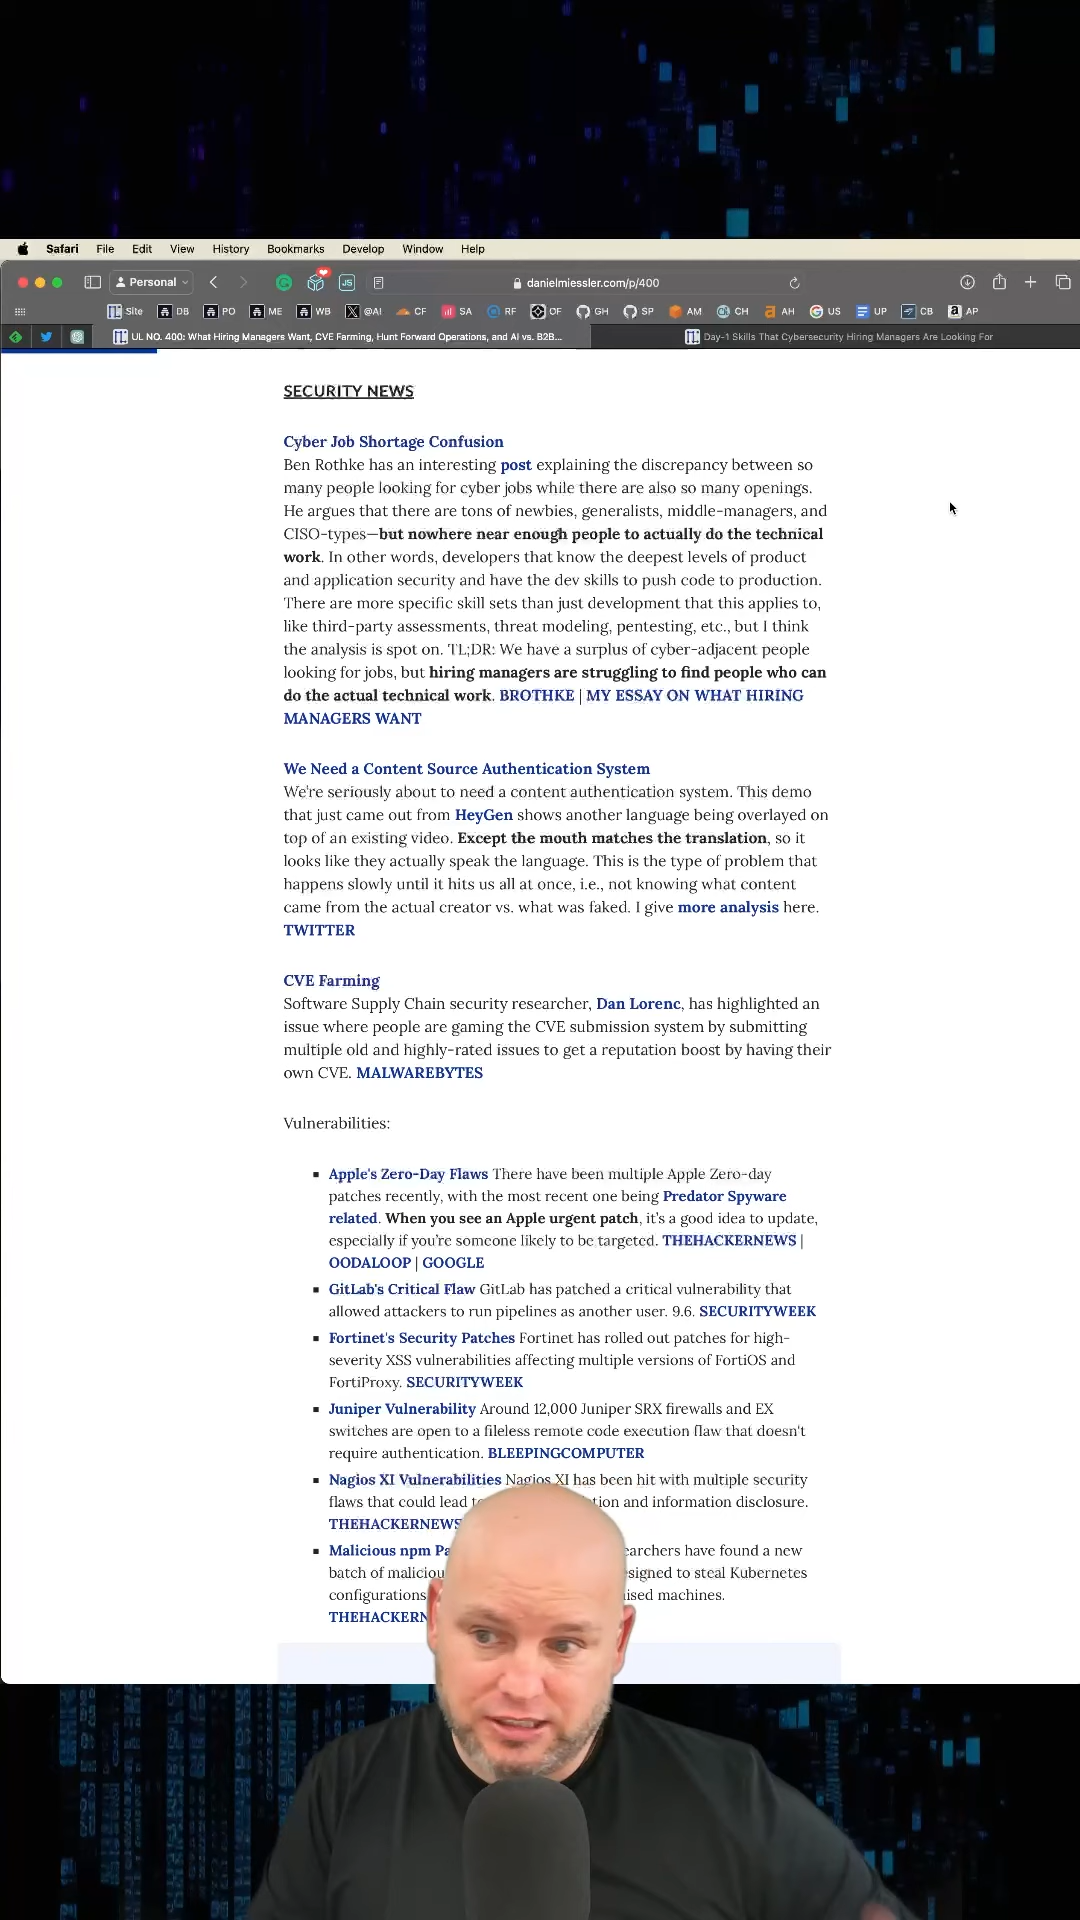 Safari File Edit View History Bookmarks Develop Window Help
Personal
JS
danielmiessler.com/p/400
Site DB PO ME WB @AI CF SA RF OF GH SP AM CH AH US UP CB AP
UL NO. 400: What Hiring Managers Want, CVE Farming, Hunt Forward Operations, and AI vs. B2B...
Day-1 Skills That Cybersecurity Hiring Managers Are Looking For
SECURITY NEWS
Cyber Job Shortage Confusion
Ben Rothke has an interesting post explaining the discrepancy between so
many people looking for cyber jobs while there are also so many openings.
He argues that there are tons of newbies, generalists, middle-managers, and
CISO-types—but nowhere near enough people to actually do the technical
work. In other words, developers that know the deepest levels of product
and application security and have the dev skills to push code to production.
There are more specific skill sets than just development that this applies to,
like third-party assessments, threat modeling, pentesting, etc., but I think
the analysis is spot on. TL;DR: We have a surplus of cyber-adjacent people
looking for jobs, but hiring managers are struggling to find people who can
do the actual technical work. BROTHKE | MY ESSAY ON WHAT HIRING
MANAGERS WANT
We Need a Content Source Authentication System
We're seriously about to need a content authentication system. This demo
that just came out from HeyGen shows another language being overlayed on
top of an existing video. Except the mouth matches the translation, so it
looks like they actually speak the language. This is the type of problem that
happens slowly until it hits us all at once, i.e., not knowing what content
came from the actual creator vs. what was faked. I give more analysis here.
TWITTER
CVE Farming
Software Supply Chain security researcher, Dan Lorenc, has highlighted an
issue where people are gaming the CVE submission system by submitting
multiple old and highly-rated issues to get a reputation boost by having their
own CVE. MALWAREBYTES
Vulnerabilities:
Apple's Zero-Day Flaws There have been multiple Apple Zero-day
patches recently, with the most recent one being Predator Spyware
related. When you see an Apple urgent patch, it's a good idea to update,
especially if you're someone likely to be targeted. THEHACKERNEWS |
OODALOOP | GOOGLE
GitLab's Critical Flaw GitLab has patched a critical vulnerability that
allowed attackers to run pipelines as another user. 9.6. SECURITYWEEK
Fortinet's Security Patches Fortinet has rolled out patches for high-
severity XSS vulnerabilities affecting multiple versions of FortiOS and
FortiProxy. SECURITYWEEK
Juniper Vulnerability Around 12,000 Juniper SRX firewalls and EX
switches are open to a fileless remote code execution flaw that doesn't
require authentication. BLEEPINGCOMPUTER
Nagios XI Vulnerabilities Nagios XI has been hit with multiple security
flaws that could lead and information disclosure.
THEHACKERNEWS
Malicious npm have found a new
batch of to steal Kubernetes
configurations machines.